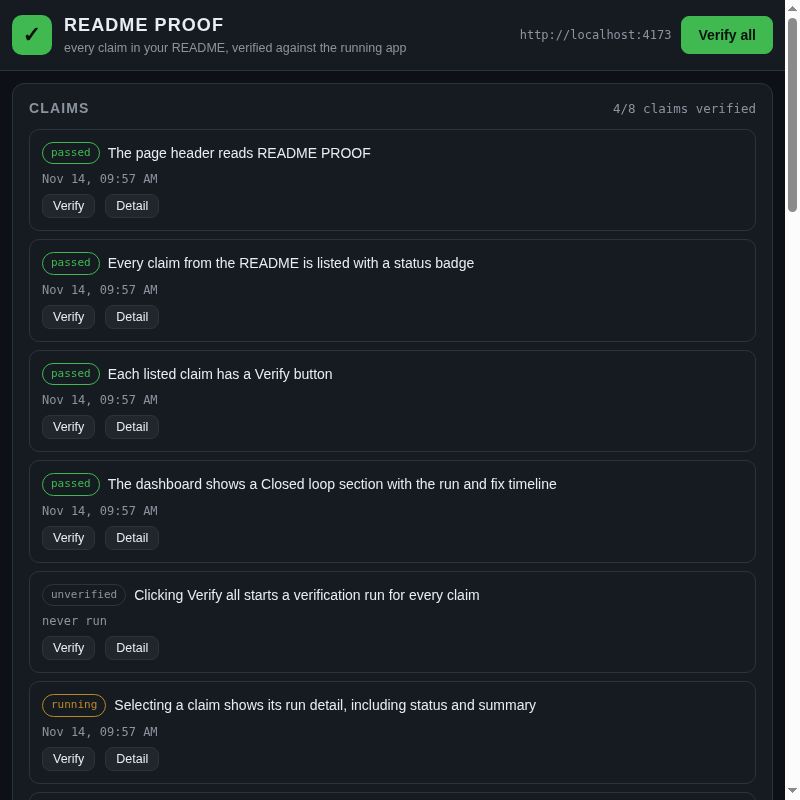 ✓
README PROOF
every claim in your README, verified against the running app
http://localhost:4173
Verify all
CLAIMS
4/8 claims verified
passed The page header reads README PROOF
Nov 14, 09:57 AM
Verify Detail
passed Every claim from the README is listed with a status badge
Nov 14, 09:57 AM
Verify Detail
passed Each listed claim has a Verify button
Nov 14, 09:57 AM
Verify Detail
passed The dashboard shows a Closed loop section with the run and fix timeline
Nov 14, 09:57 AM
Verify Detail
unverified Clicking Verify all starts a verification run for every claim
never run
Verify Detail
running Selecting a claim shows its run detail, including status and summary
Nov 14, 09:57 AM
Verify Detail